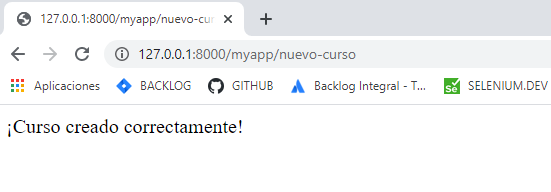 127.0.0.1:8000/myapp/nuevo-cur
127.0.0.1:8000/myapp/nuevo-curso
Aplicaciones BACKLOG GITHUB Backlog Integral - T... Se SELENIUM.DEV
¡Curso creado correctamente!